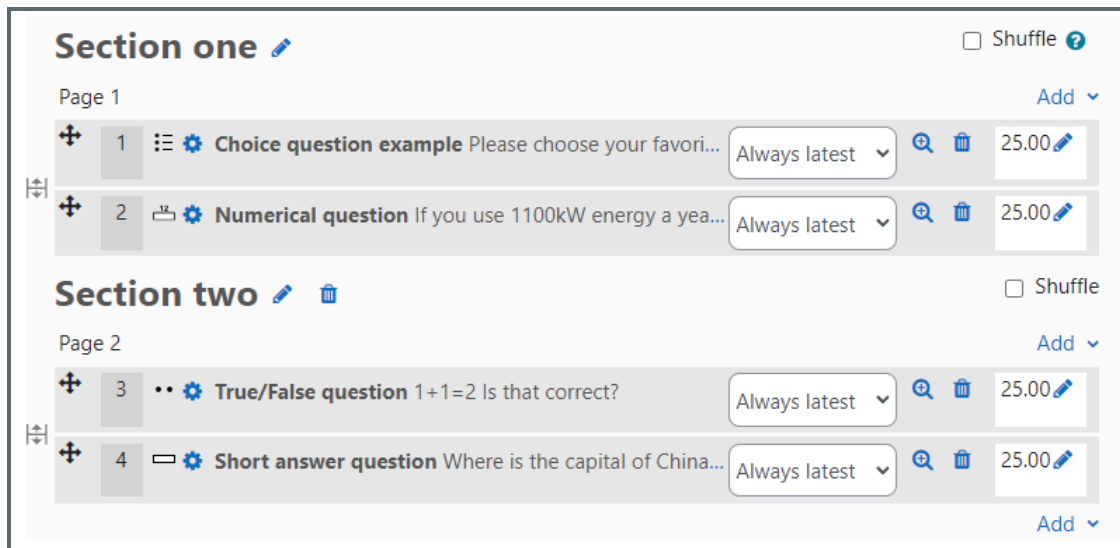 Section one
Shuffle
Page 1
Add
1 Choice question example Please choose your favori... Always latest 25.00
2 12 Numerical question If you use 1100kW energy a yea... Always latest 25.00
Section two
Shuffle
Page 2
Add
3 True/False question 1+1=2 Is that correct? Always latest 25.00
4 Short answer question Where is the capital of China... Always latest 25.00
Add